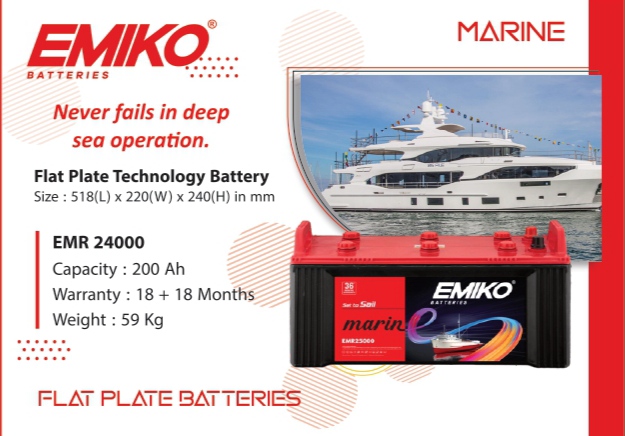 EMIKO®
BATTERIES
MARINE
Never fails in deep
sea operation.
Flat Plate Technology Battery
Size : 518(L) x 220(W) x 240(H) in mm
EMR 24000
Capacity : 200 Ah
Warranty : 18 + 18 Months
Weight : 59 Kg
36
Set to Sail
marine
EMR25000
EMIKO®
BATTERIES
FLAT PLATE BATTERIES